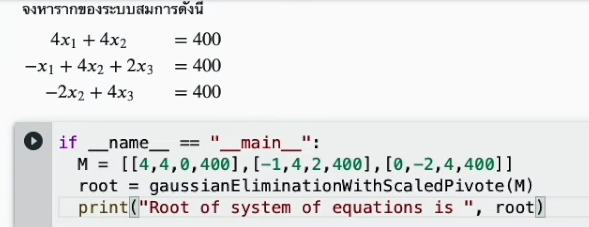 จงหารากของระบบสมการดังนี้
4x₁ + 4x₂ = 400
−x₁ + 4x₂ + 2x₃ = 400
−2x₂ + 4x₃ = 400
if __name__ == "__main__":
M = [[4,4,0,400],[-1,4,2,400],[0,-2,4,400]]
root = gaussianEliminationWithScaledPivote(M)
print("Root of system of equations is ", root)